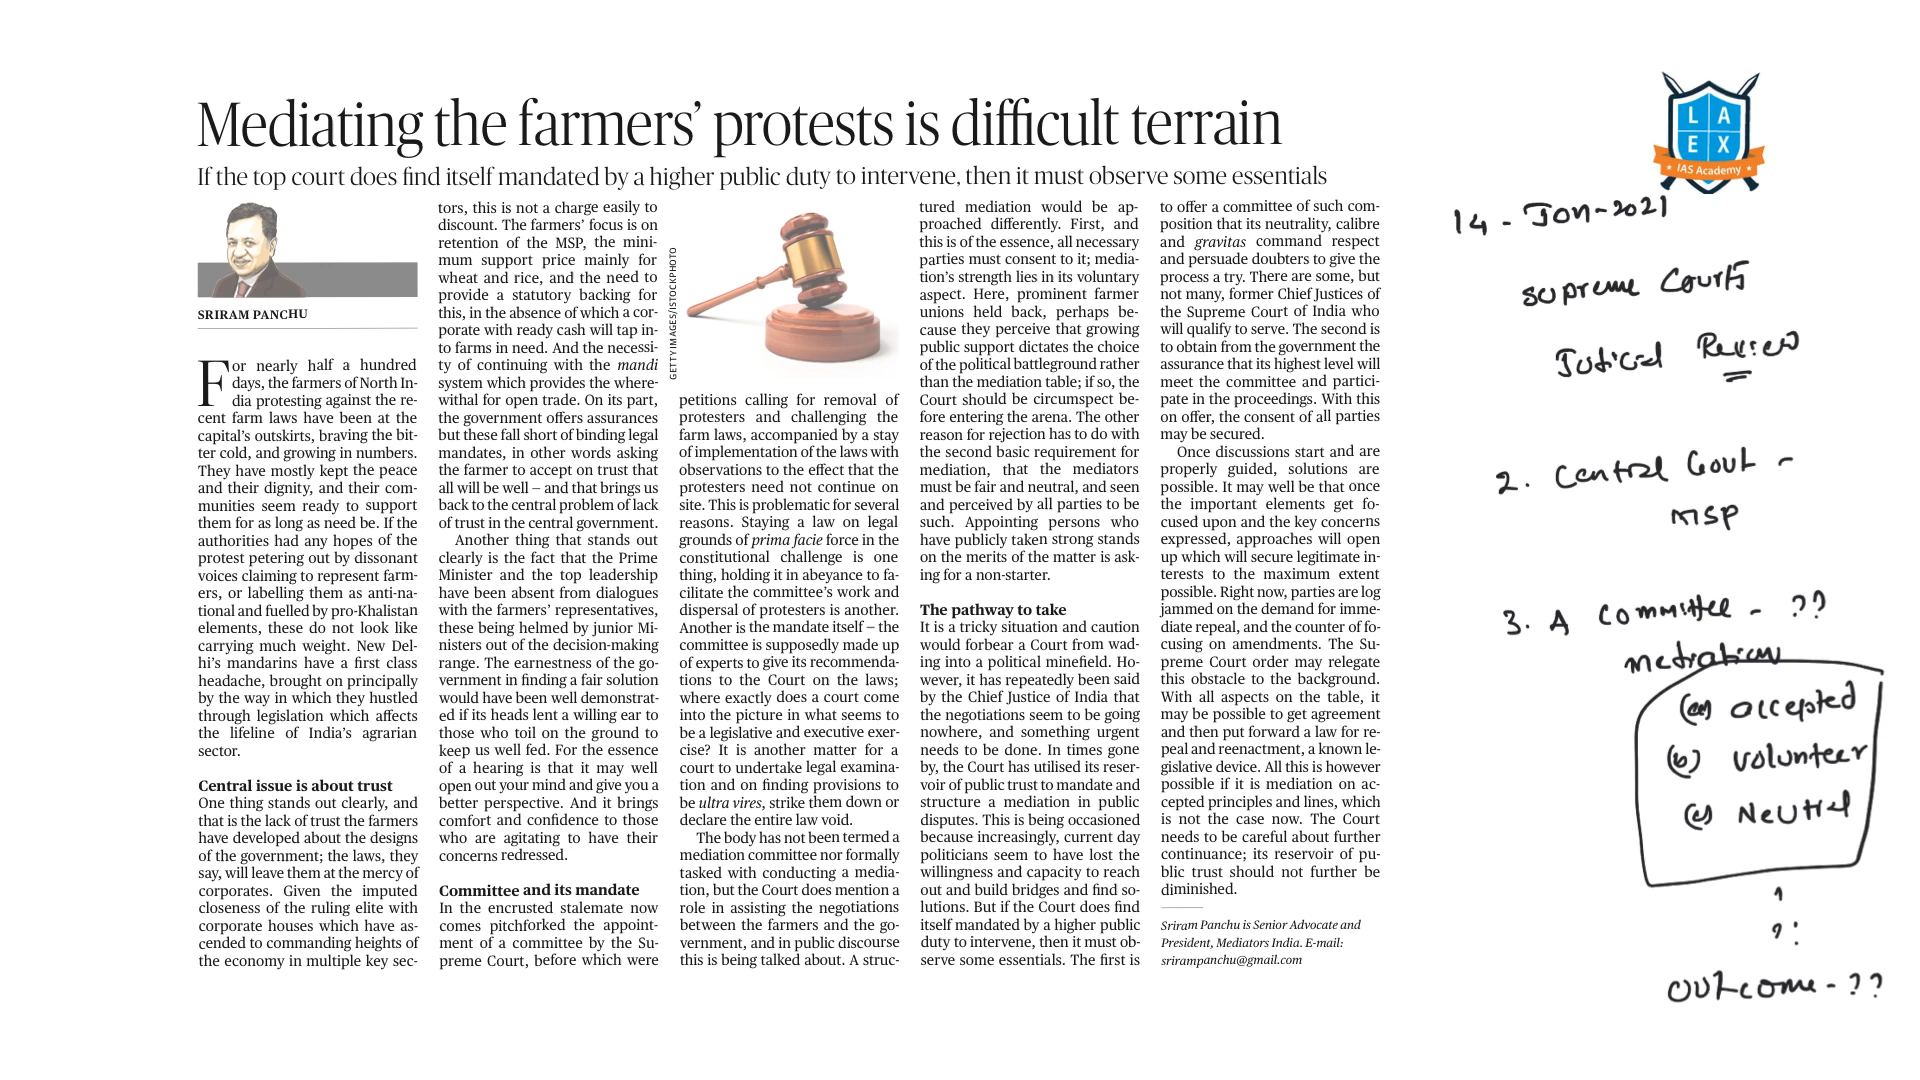 Mediating the farmers' protests is difficult terrain
If the top court does find itself mandated by a higher public duty to intervene, then it must observe some essentials
SRIRAM PANCHU
For nearly half a hundred
days, the farmers of North In-
dia protesting against the re-
cent farm laws have been at the
capital's outskirts, braving the bit-
ter cold, and growing in numbers.
They have mostly kept the peace
and their dignity, and their com-
munities seem ready to support
them for as long as need be. If the
authorities had any hopes of the
protest petering out by dissonant
voices claiming to represent farm-
ers, or labelling them as anti-na-
tional and fuelled by pro-Khalistan
elements, these do not look like
carrying much weight. New Del-
hi's mandarins have a first class
headache, brought on principally
by the way in which they hustled
through legislation which affects
the lifeline of India's agrarian
sector.
Central issue is about trust
One thing stands out clearly, and
that is the lack of trust the farmers
have developed about the designs
of the government; the laws, they
say, will leave them at the mercy of
corporates. Given the imputed
closeness of the ruling elite with
corporate houses which have as-
cended to commanding heights of
the economy in multiple key sec-
tors, this is not a charge easily to
discount. The farmers' focus is on
retention of the MSP, the mini-
mum support price mainly for
wheat and rice, and the need to
provide a statutory backing for
this, in the absence of which a cor-
porate with ready cash will tap in-
to farms in need. And the necessi-
ty of continuing with the mandi
system which provides the where-
withal for open trade. On its part,
the government offers assurances
but these fall short of binding legal
mandates, in other words asking
the farmer to accept on trust that
all will be well – and that brings us
back to the central problem of lack
of trust in the central government.
Another thing that stands out
clearly is the fact that the Prime
Minister and the top leadership
have been absent from dialogues
with the farmers' representatives,
these being helmed by junior Mi-
nisters out of the decision-making
range. The earnestness of the go-
vernment in finding a fair solution
would have been well demonstrat-
ed if its heads lent a willing ear to
those who toil on the ground to
keep us well fed. For the essence
of a hearing is that it may well
open out your mind and give you a
better perspective. And it brings
comfort and confidence to those
who are agitating to have their
concerns redressed.
Committee and its mandate
In the encrusted stalemate now
comes pitchforked the appoint-
ment of a committee by the Su-
preme Court, before which were
GETTY IMAGES/ISTOCKPHOTO
petitions calling for removal of
protesters and challenging the
farm laws, accompanied by a stay
of implementation of the laws with
observations to the effect that the
protesters need not continue on
site. This is problematic for several
reasons. Staying a law on legal
grounds of prima facie force in the
constitutional challenge is one
thing, holding it in abeyance to fa-
cilitate the committee's work and
dispersal of protesters is another.
Another is the mandate itself – the
committee is supposedly made up
of experts to give its recommenda-
tions to the Court on the laws;
where exactly does a court come
into the picture in what seems to
be a legislative and executive exer-
cise? It is another matter for a
court to undertake legal examina-
tion and on finding provisions to
be ultra vires, strike them down or
declare the entire law void.
The body has not been termed a
mediation committee nor formally
tasked with conducting a media-
tion, but the Court does mention a
role in assisting the negotiations
between the farmers and the go-
vernment, and in public discourse
this is being talked about. A struc-
tured mediation would be ap-
proached differently. First, and
this is of the essence, all necessary
parties must consent to it; media-
tion's strength lies in its voluntary
aspect. Here, prominent farmer
unions held back, perhaps be-
cause they perceive that growing
public support dictates the choice
of the political battleground rather
than the mediation table; if so, the
Court should be circumspect be-
fore entering the arena. The other
reason for rejection has to do with
the second basic requirement for
mediation, that the mediators
must be fair and neutral, and seen
and perceived by all parties to be
such. Appointing persons who
have publicly taken strong stands
on the merits of the matter is ask-
ing for a non-starter.
The pathway to take
It is a tricky situation and caution
would forbear a Court from wad-
ing into a political minefield. Ho-
wever, it has repeatedly been said
by the Chief Justice of India that
the negotiations seem to be going
nowhere, and something urgent
needs to be done. In times gone
by, the Court has utilised its reser-
voir of public trust to mandate and
structure a mediation in public
disputes. This is being occasioned
because increasingly, current day
politicians seem to have lost the
willingness and capacity to reach
out and build bridges and find so-
lutions. But if the Court does find
itself mandated by a higher public
duty to intervene, then it must ob-
serve some essentials. The first is
to offer a committee of such com-
position that its neutrality, calibre
and gravitas command respect
and persuade doubters to give the
process a try. There are some, but
not many, former Chief Justices of
the Supreme Court of India who
will qualify to serve. The second is
to obtain from the government the
assurance that its highest level will
meet the committee and partici-
pate in the proceedings. With this
on offer, the consent of all parties
may be secured.
Once discussions start and are
properly guided, solutions are
possible. It may well be that once
the important elements get fo-
cused upon and the key concerns
expressed, approaches will open
up which will secure legitimate in-
terests to the maximum extent
possible. Right now, parties are log
jammed on the demand for imme-
diate repeal, and the counter of fo-
cusing on amendments. The Su-
preme Court order may relegate
this obstacle to the background.
With all aspects on the table, it
may be possible to get agreement
and then put forward a law for re-
peal and reenactment, a known le-
gislative device. All this is however
possible if it is mediation on ac-
cepted principles and lines, which
is not the case now. The Court
needs to be careful about further
continuance; its reservoir of pu-
blic trust should not further be
diminished.
Sriram Panchu is Senior Advocate and
President, Mediators India. E-mail:
srirampanchu@gmail.com
L A
E X
IAS Academy
14 - Jan - 2021
Supreme Courts
Judicial Review
2. Central Govt -
MSP
3. A Committee - ??
mediation
(a) accepted
(b) volunteer
(c) Neutral
??
outcome - ??